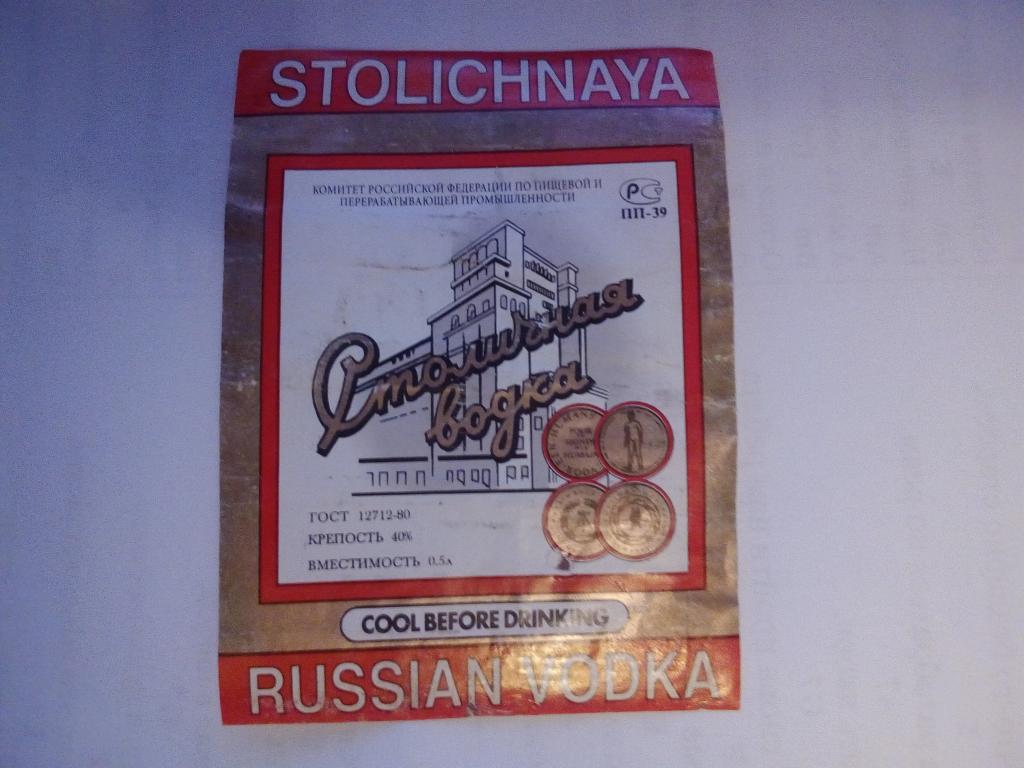 STOLICHNAYA
КОМИТЕТ РОССИЙСКОЙ ФЕДЕРАЦИИ ПО ПИЩЕВОЙ И
ПЕРЕРАБАТЫВАЮЩЕЙ ПРОМЫШЛЕННОСТИ
РС
ПП-39
Столичная
водка
ГОСТ 12712-80
КРЕПОСТЬ 40%
ВМЕСТИМОСТЬ 0.5л
COOL BEFORE DRINKING
RUSSIAN VODKA